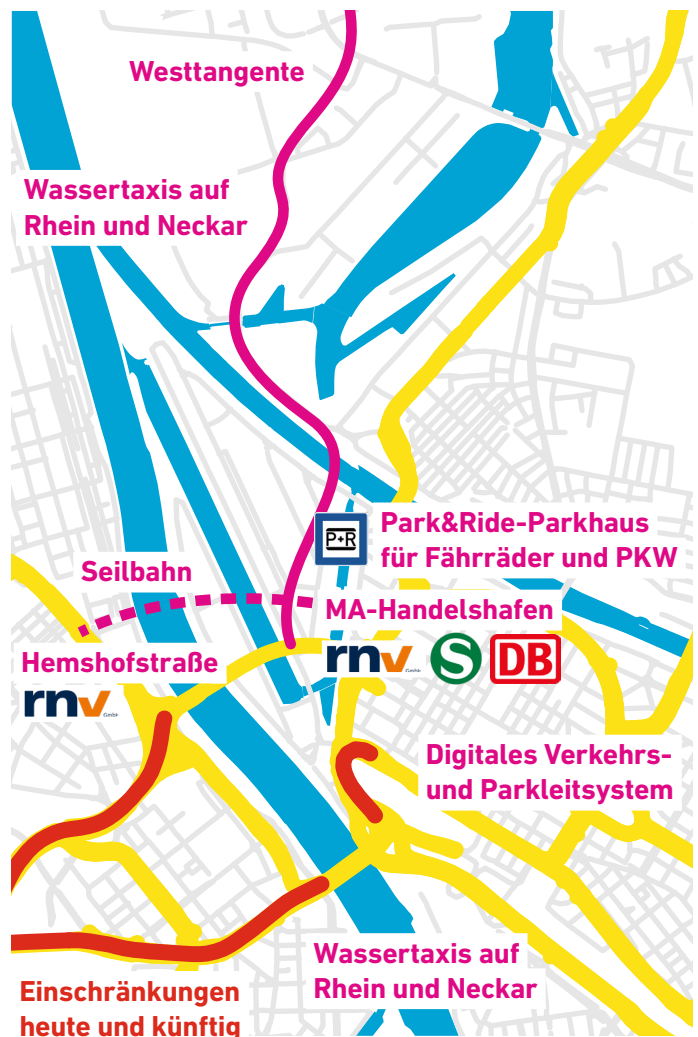 Westtangente
Wassertaxis auf
Rhein und Neckar
P+R
Park&Ride-Parkhaus
für Fährräder und PKW
Seilbahn
MA-Handelshafen
rnv
S
DB
Hemshofstraße
rnv
Digitales Verkehrs-
und Parkleitsystem
Wassertaxis auf
Rhein und Neckar
Einschränkungen
heute und künftig